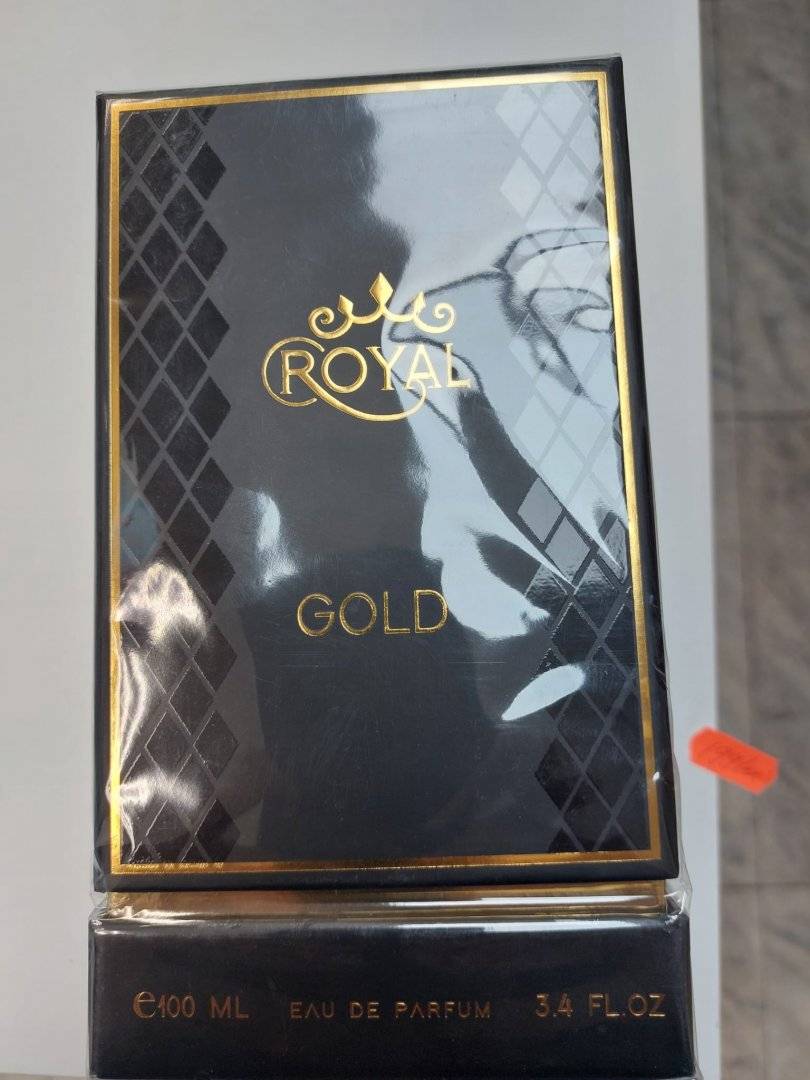 ROYAL
GOLD
℮100 ML EAU DE PARFUM 3.4 FL.OZ